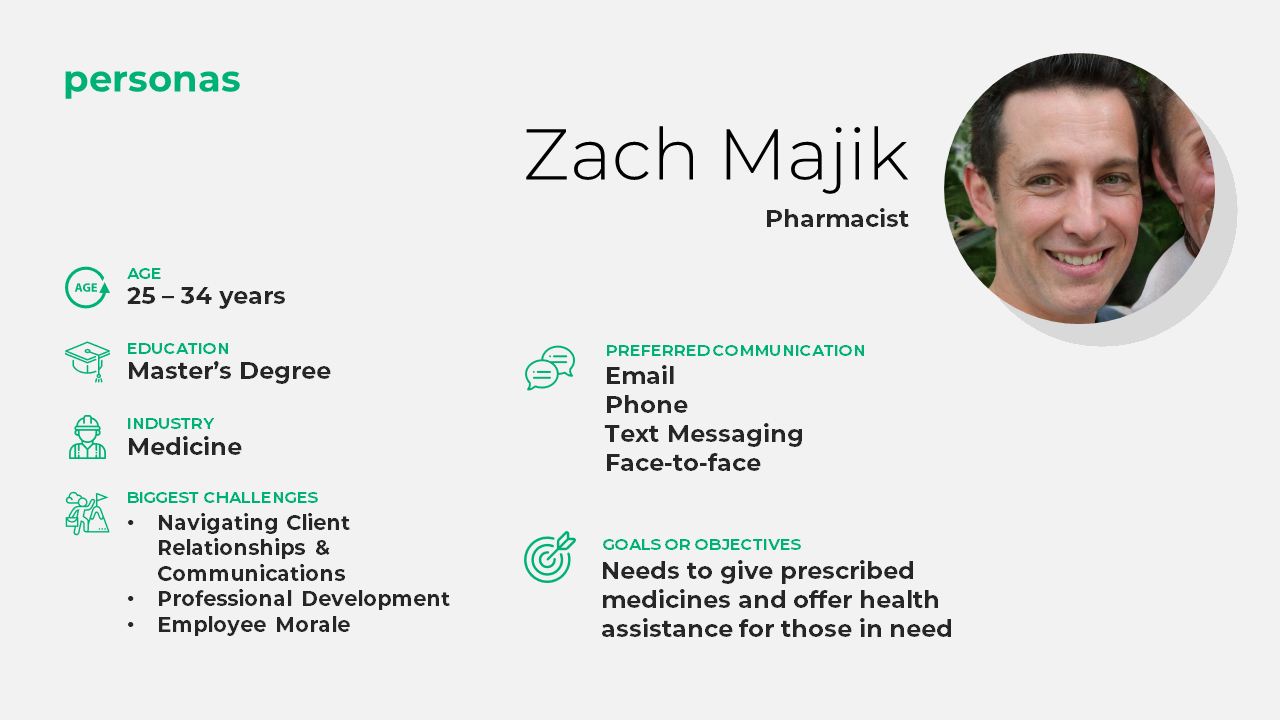 personas
Zach Majik
Pharmacist
AGE
AGE
25 – 34 years
EDUCATION
Master’s Degree
INDUSTRY
Medicine
BIGGEST CHALLENGES
• Navigating Client
Relationships &
Communications
• Professional Development
• Employee Morale
PREFERRED COMMUNICATION
Email
Phone
Text Messaging
Face-to-face
GOALS OR OBJECTIVES
Needs to give prescribed
medicines and offer health
assistance for those in need